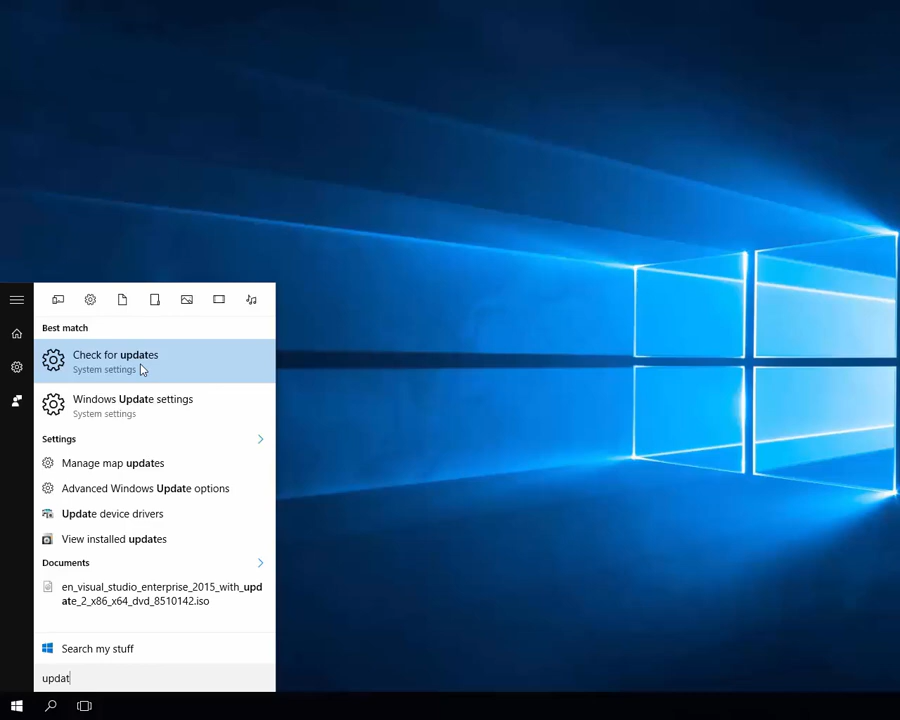 Best match
Check for updates
System settings
Windows Update settings
System settings
Settings
Manage map updates
Advanced Windows Update options
Update device drivers
View installed updates
Documents
en_visual_studio_enterprise_2015_with_upd
ate_2_x86_x64_dvd_8510142.iso
Search my stuff
updat